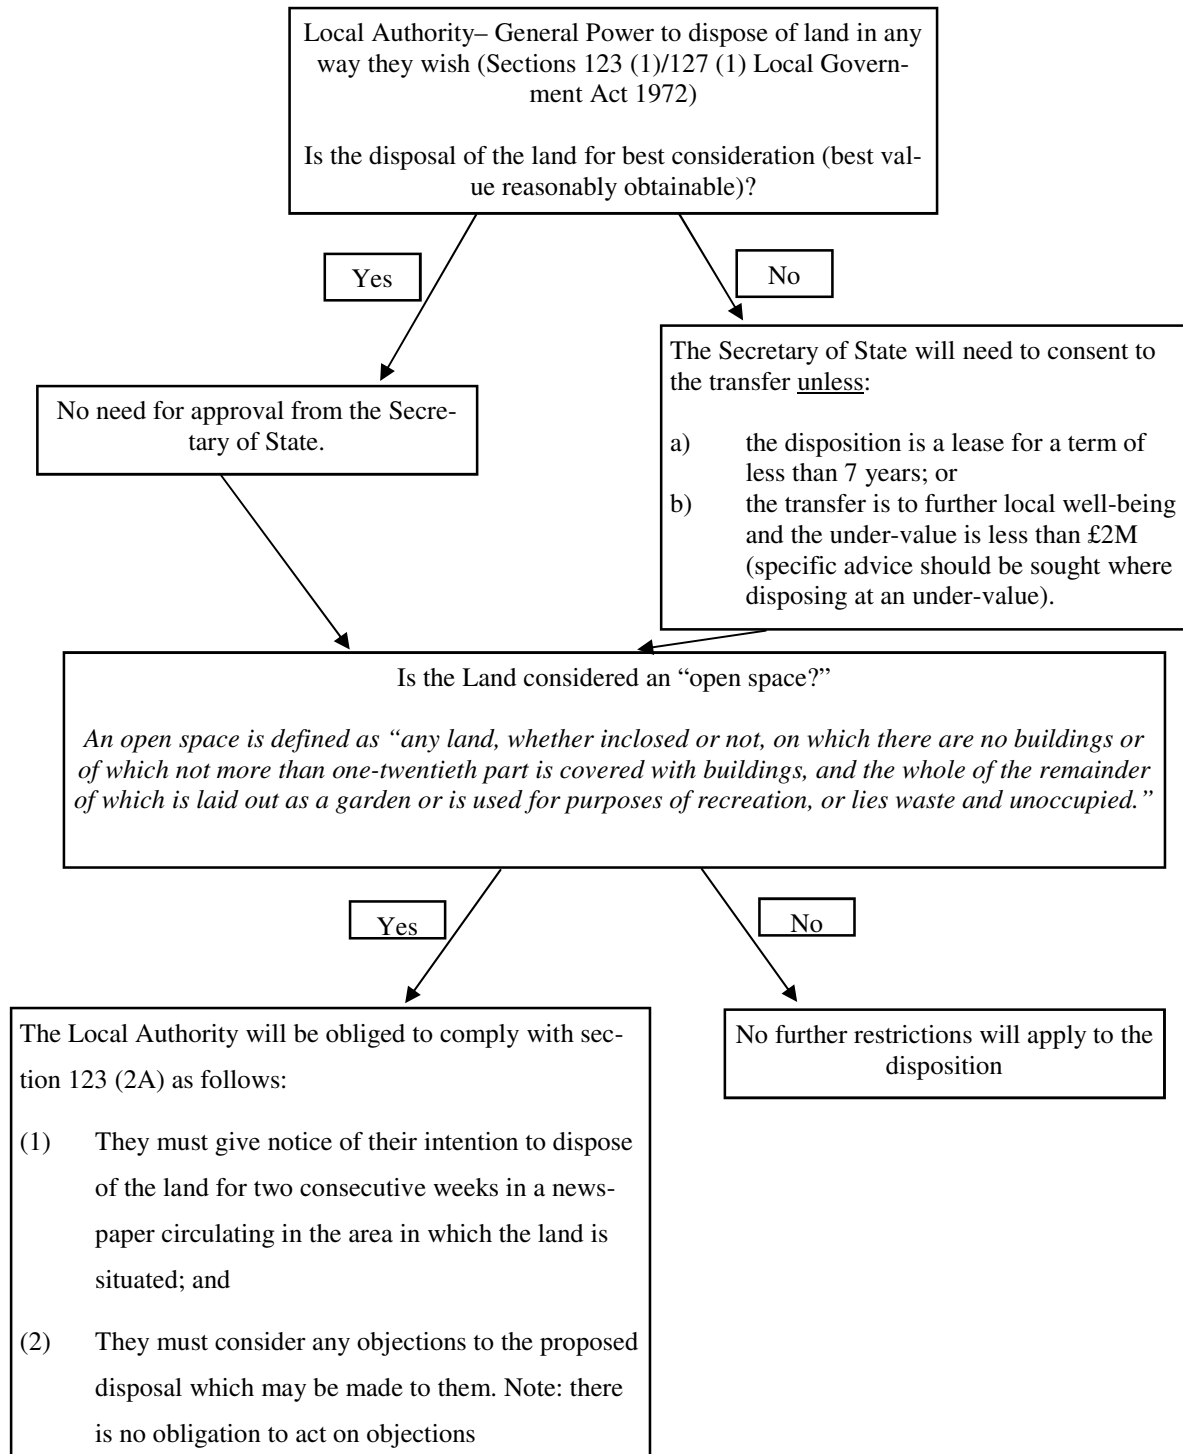 Local Authority– General Power to dispose of land in any
way they wish (Sections 123 (1)/127 (1) Local Govern-
ment Act 1972)
Is the disposal of the land for best consideration (best val-
ue reasonably obtainable)?
Yes
No
No need for approval from the Secre-
tary of State.
The Secretary of State will need to consent to
the transfer unless:
a) the disposition is a lease for a term of
less than 7 years; or
b) the transfer is to further local well-being
and the under-value is less than £2M
(specific advice should be sought where
disposing at an under-value).
Is the Land considered an “open space?”
An open space is defined as “any land, whether inclosed or not, on which there are no buildings or
of which not more than one-twentieth part is covered with buildings, and the whole of the remainder
of which is laid out as a garden or is used for purposes of recreation, or lies waste and unoccupied.”
Yes
No
The Local Authority will be obliged to comply with sec-
tion 123 (2A) as follows:
(1) They must give notice of their intention to dispose
of the land for two consecutive weeks in a news-
paper circulating in the area in which the land is
situated; and
(2) They must consider any objections to the proposed
disposal which may be made to them. Note: there
is no obligation to act on objections
No further restrictions will apply to the
disposition